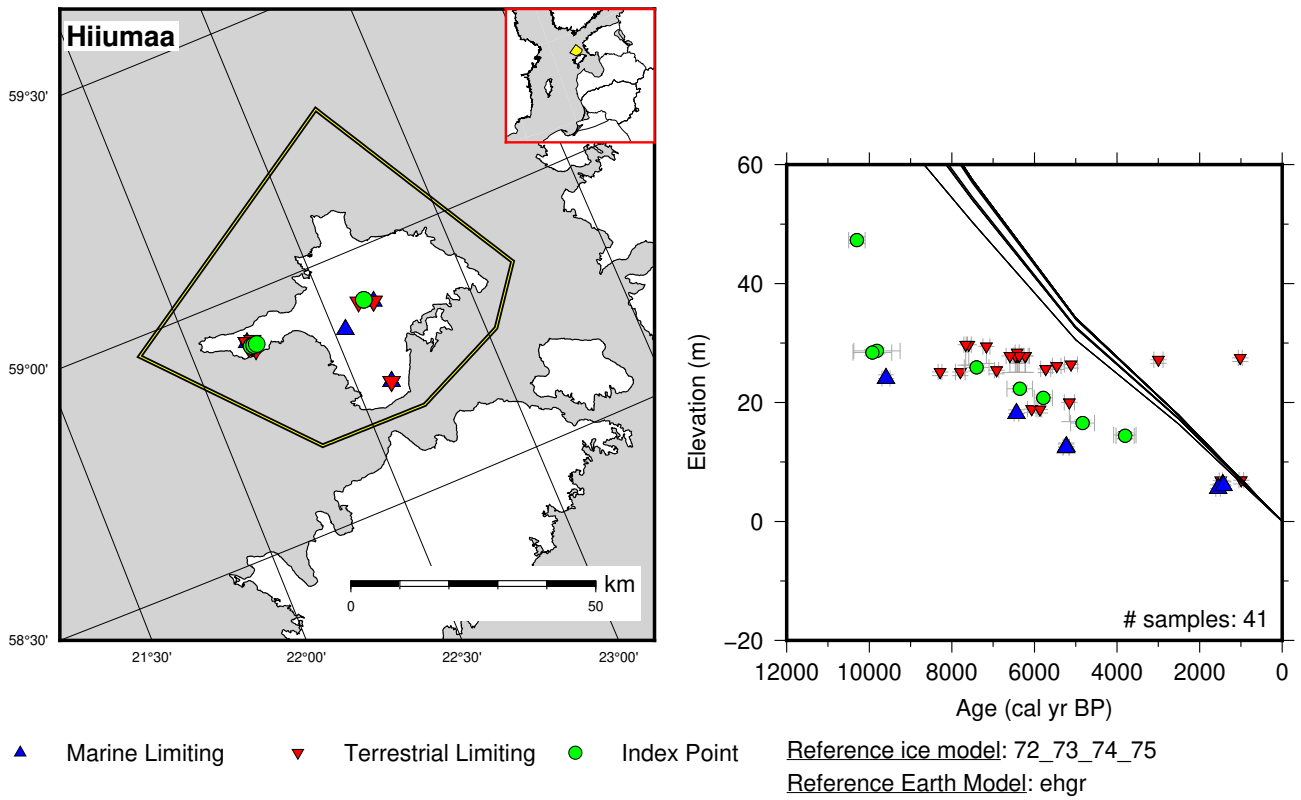 Hiiumaa
59°30'
59°00'
58°30'
21°30'
22°00'
22°30'
23°00'
km
0
50
60
40
20
0
−20
Elevation (m)
# samples: 41
12000 10000 8000 6000 4000 2000 0
Age (cal yr BP)
Marine Limiting Terrestrial Limiting Index Point
Reference ice model: 72_73_74_75
Reference Earth Model: ehgr